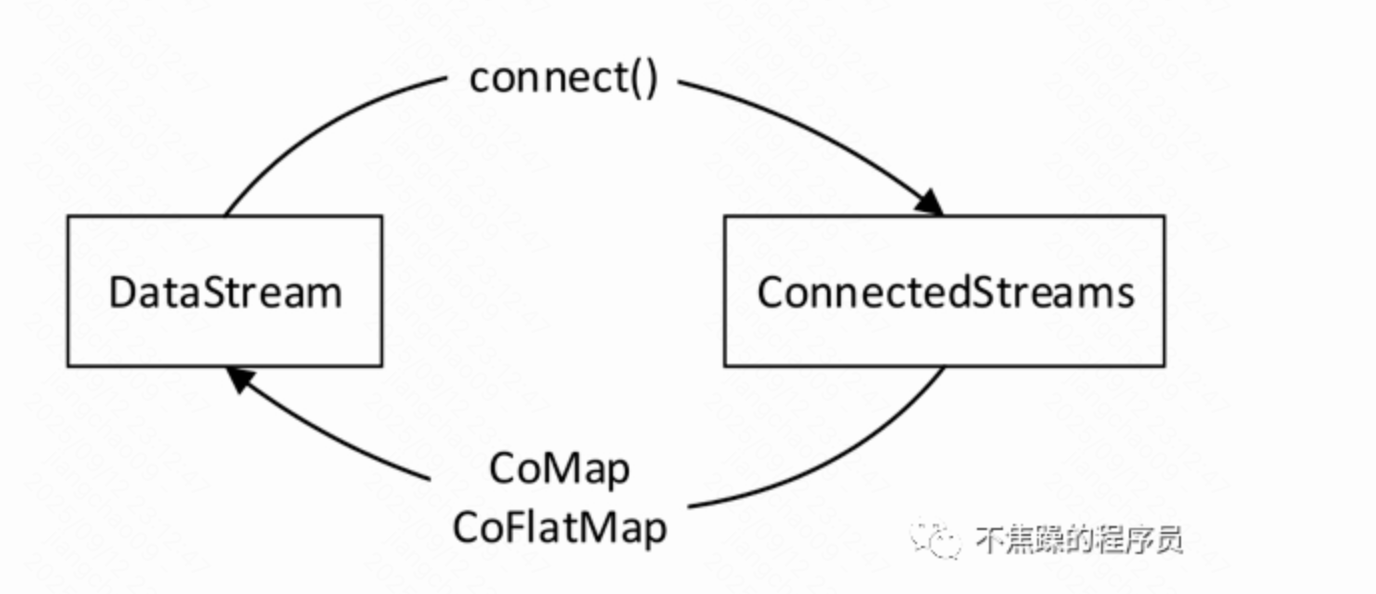 connect()
DataStream
ConnectedStreams
CoMap
CoFlatMap
不焦躁的程序员